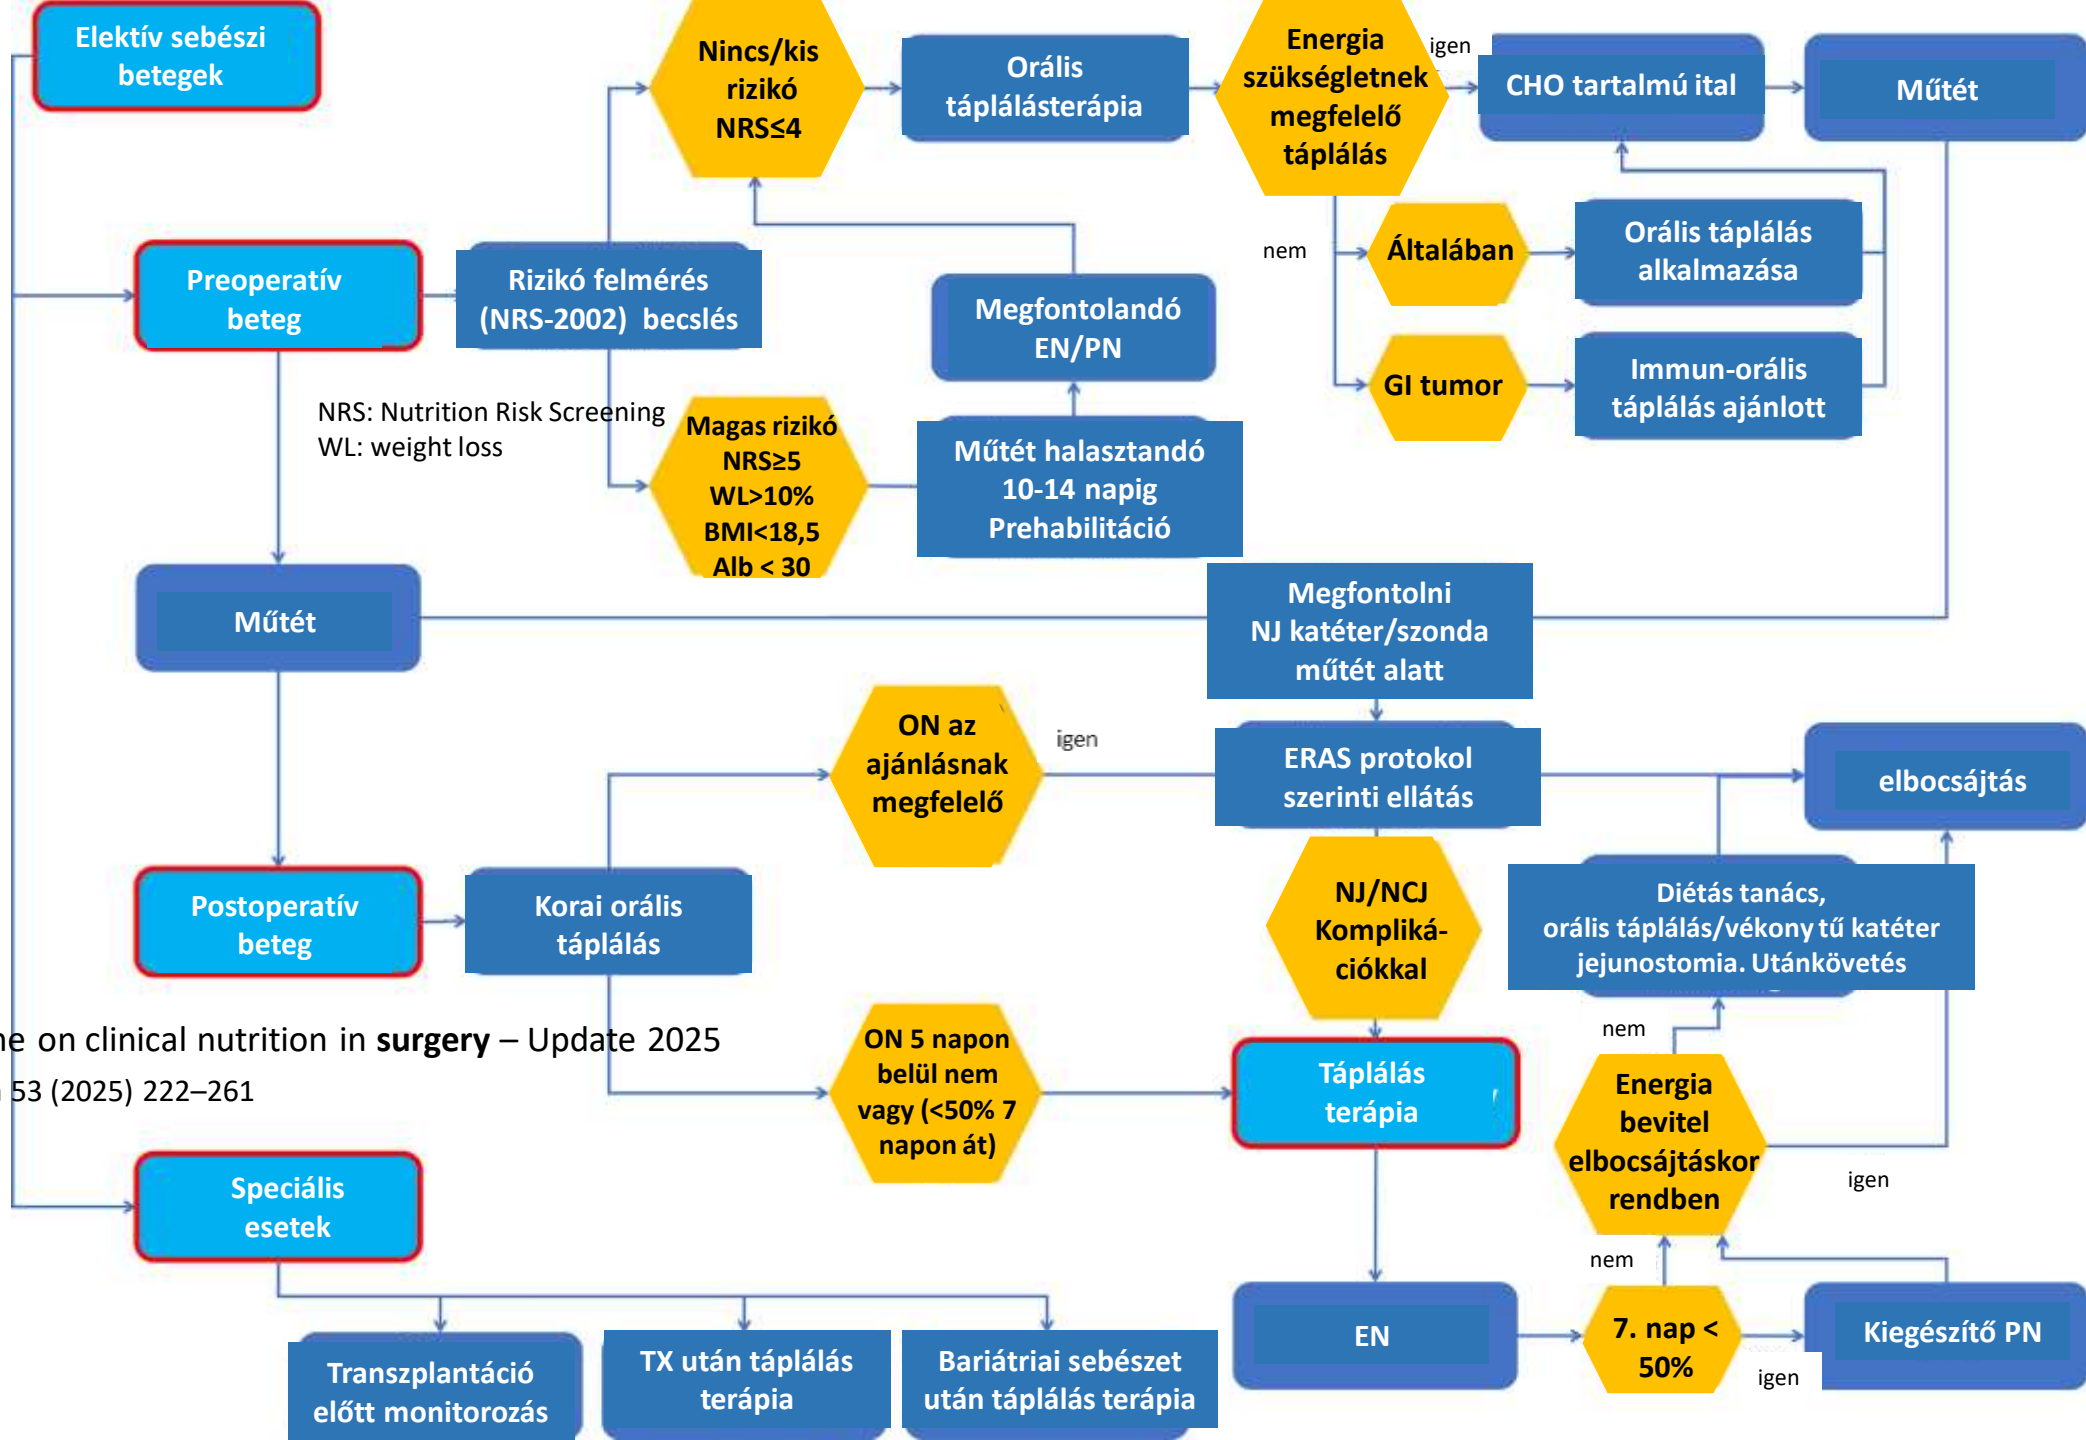 Elektív sebészi
betegek
Nincs/kis
rizikó
NRS≤4
Orális
táplálásterápia
Energia
szükségletnek
megfelelő
táplálás
igen
CHO tartalmú ital
Műtét
nem
Általában
Orális táplálás
alkalmazása
GI tumor
Immun-orális
táplálás ajánlott
Preoperatív
beteg
Rizikó felmérés
(NRS-2002) becslés
Megfontolandó
EN/PN
NRS: Nutrition Risk Screening
WL: weight loss
Magas rizikó
NRS≥5
WL>10%
BMI<18,5
Alb < 30
Műtét halasztandó
10-14 napig
Prehabilitáció
Műtét
Megfontolni
NJ katéter/szonda
műtét alatt
ON az
ajánlásnak
megfelelő
igen
ERAS protokol
szerinti ellátás
elbocsájtás
Postoperatív
beteg
Korai orális
táplálás
NJ/NCJ
Kompliká-
ciókkal
Diétás tanács,
orális táplálás/vékony tű katéter
jejunostomia. Utánkövetés
on clinical nutrition in surgery – Update 2025
53 (2025) 222–261
ON 5 napon
belül nem
vagy (<50% 7
napon át)
Táplálás
terápia
nem
Energia
bevitel
elbocsájtáskor
rendben
igen
Speciális
esetek
nem
EN
7. nap <
50%
igen
Kiegészítő PN
Transzplantáció
előtt monitorozás
TX után táplálás
terápia
Bariátriai sebészet
után táplálás terápia